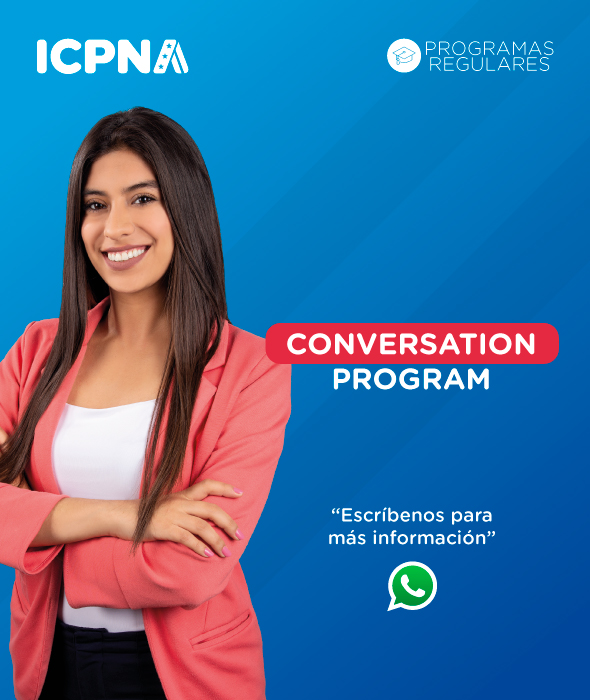 ICPNA
PROGRAMAS
REGULARES
CONVERSATION
PROGRAM
“Escríbenos para
más información”